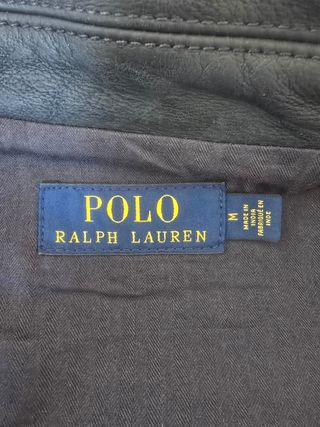 POLO
RALPH LAUREN
M
MADE IN
INDIA
FABRIQUÉ EN
INDE